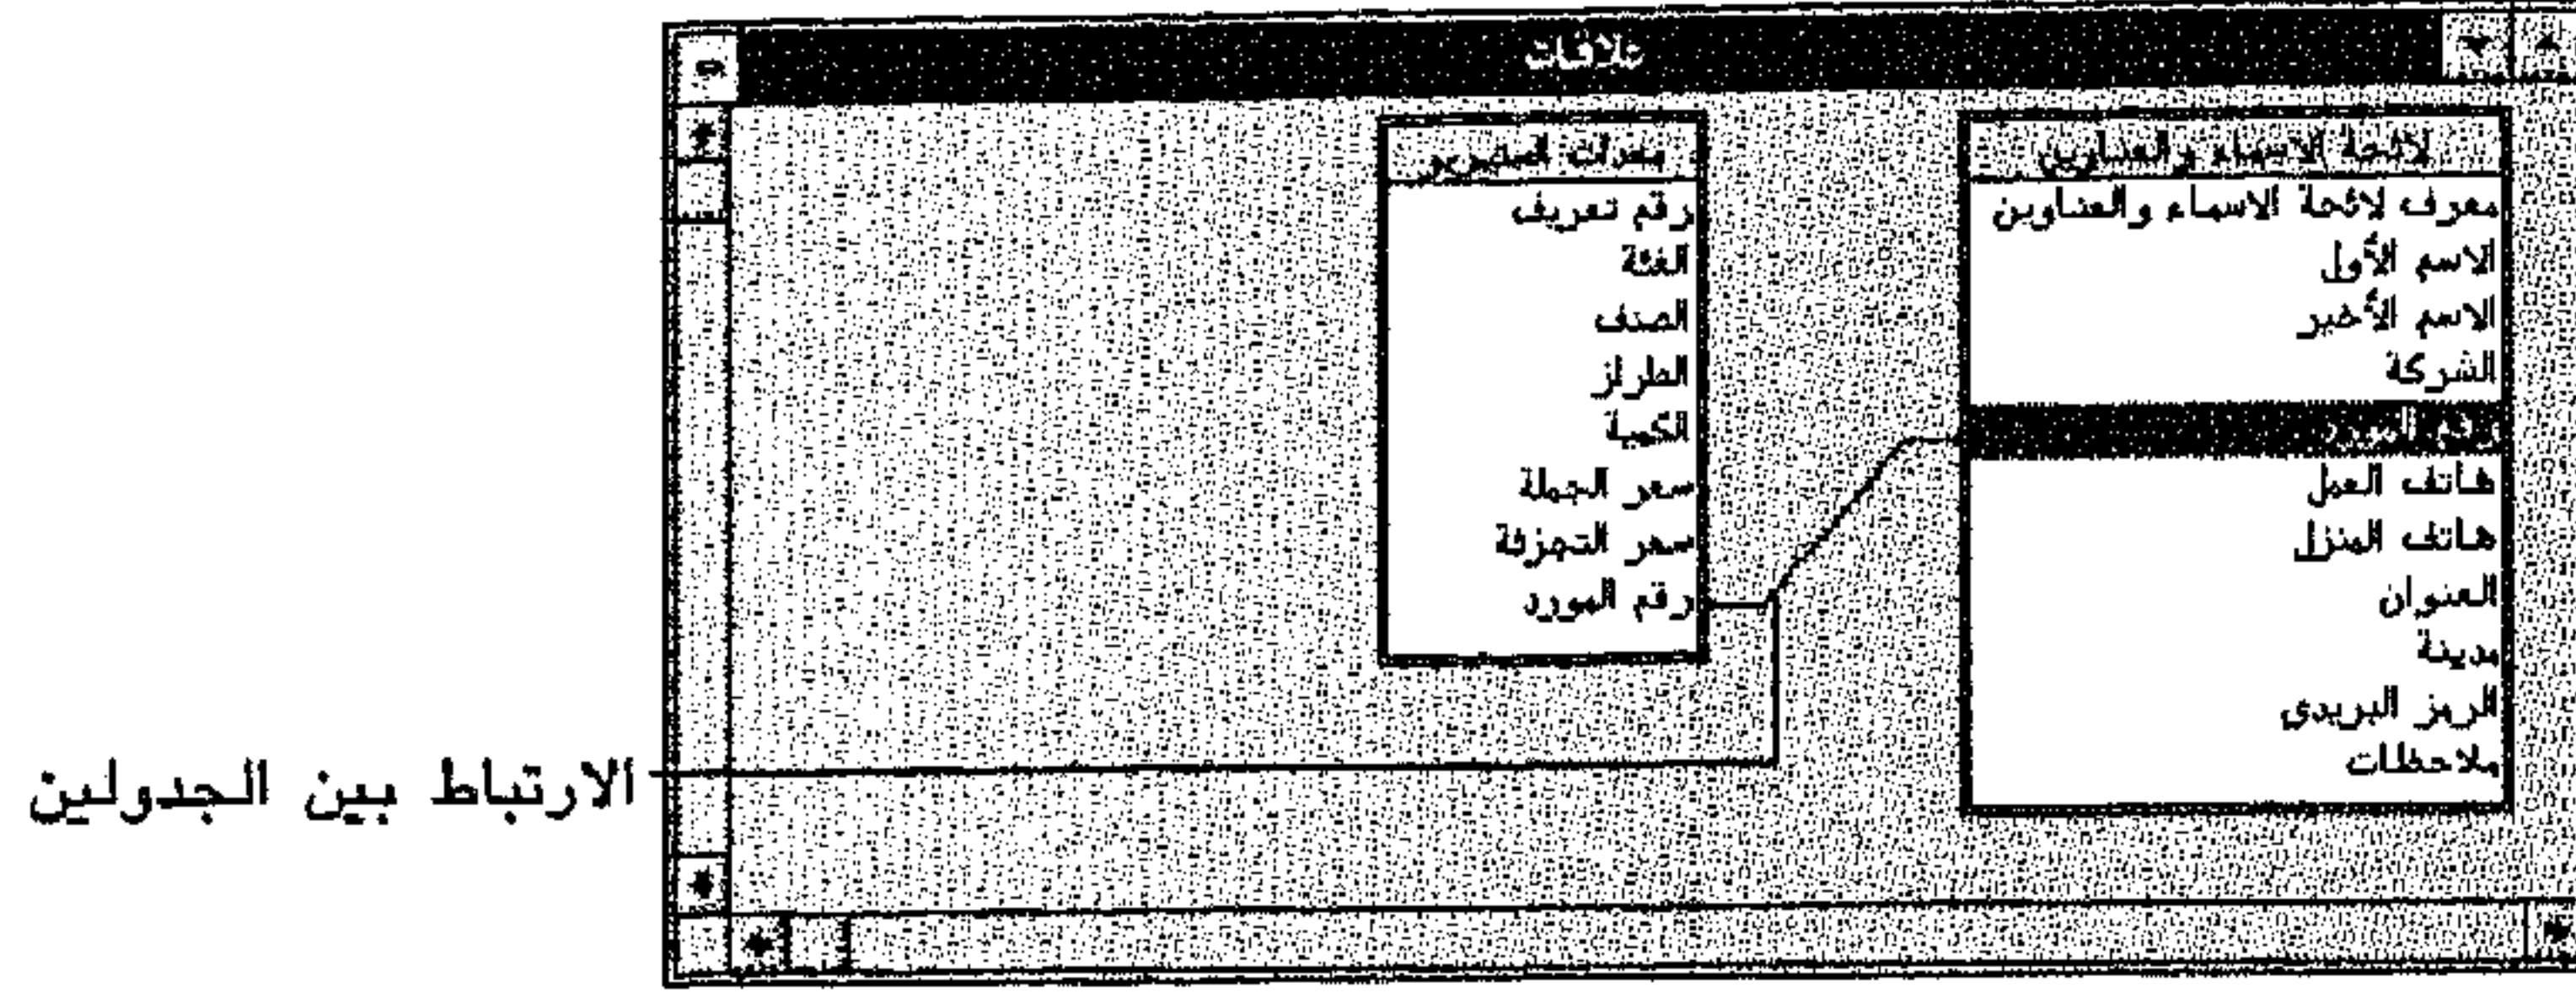 علاقات
لائحة الاسماء والعناوين
معرف لائحة الاسماء والعناوين
الاسم الأول
الاسم الأخير
الشركة
رقم المورد
هاتف العمل
هاتف المنزل
العنوان
مدينة
الرمز البريدى
ملاحظات
معدات
رقم تعريف
الفئة
الصنف
الطراز
الكمية
سعر الجملة
سعر التجزئة
رقم المورد
الارتباط بين الجدولين